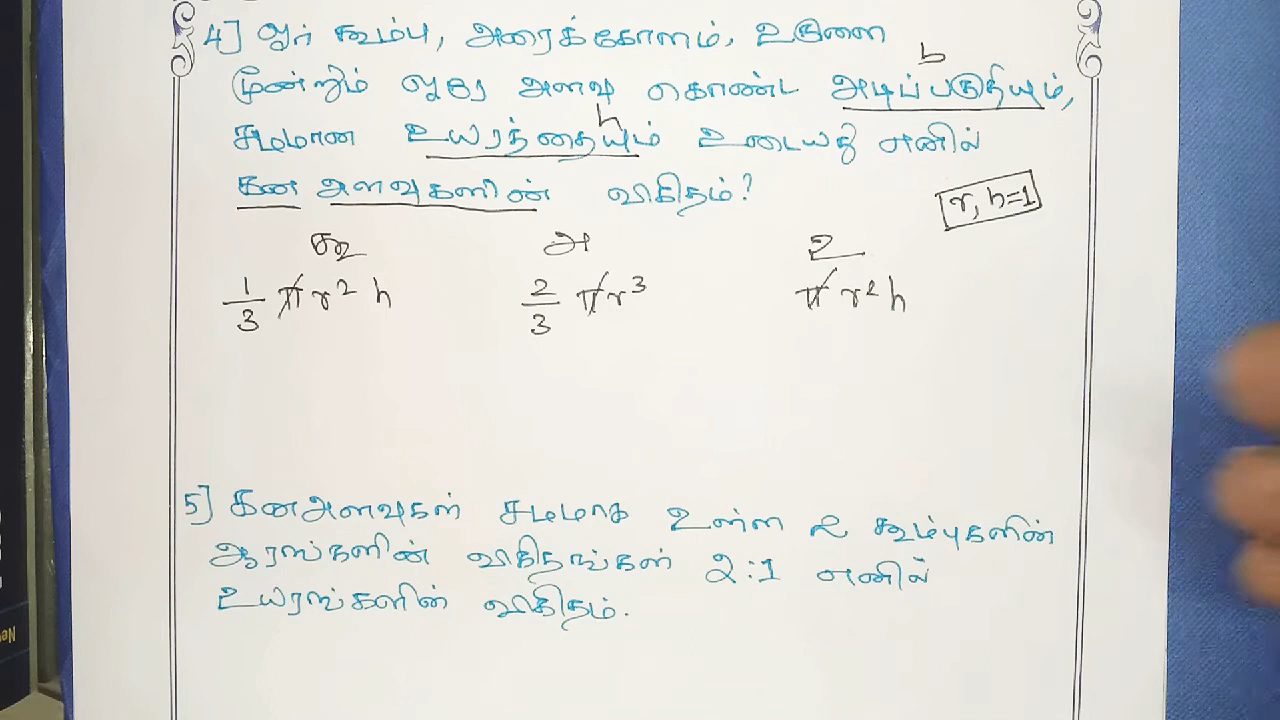 4] ஓர் கூம்பு, அரைக்கோளம், உருளை
b
மூன்றும் ஒரே அளவு கொண்ட அடிப்பகுதியும்,
h
சமமான உயரத்தையும் உடையது எனில்
கன அளவுகளின் விகிதம்?
r, h=1
கூ அ உ
1/3 πr² h 2/3 πr³ πr²h
5] கனஅளவுகள் சமமாக உள்ள 2 கூம்புகளின்
ஆரங்களின் விகிதங்கள் 2:1 எனில்
உயரங்களின் விகிதம்.